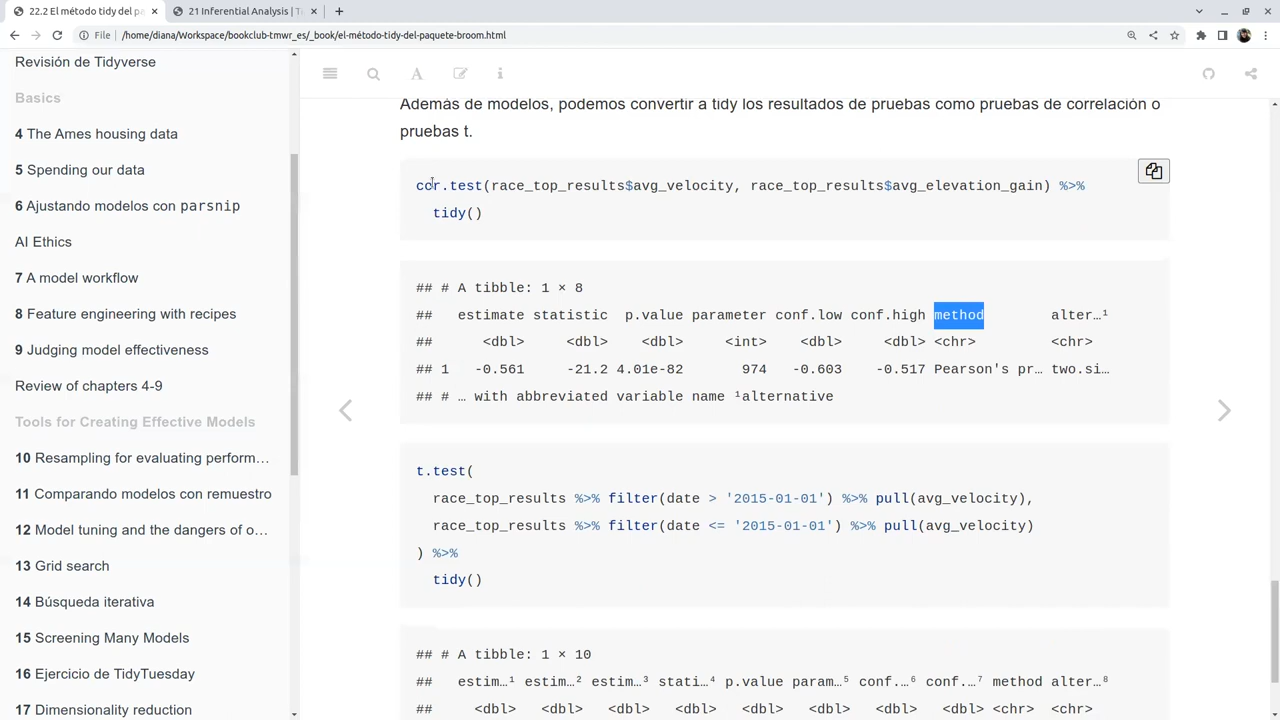 22.2 El método tidy del pa
21 Inferential Analysis | T
File
/home/diana/Workspace/bookclub-tmwr_es/_book/el-método-tidy-del-paquete-broom.html
Revisión de Tidyverse
Basics
4 The Ames housing data
5 Spending our data
6 Ajustando modelos con parsnip
AI Ethics
7 A model workflow
8 Feature engineering with recipes
9 Judging model effectiveness
Review of chapters 4-9
Tools for Creating Effective Models
10 Resampling for evaluating perform…
11 Comparando modelos con remuestro
12 Model tuning and the dangers of o…
13 Grid search
14 Búsqueda iterativa
15 Screening Many Models
16 Ejercicio de TidyTuesday
17 Dimensionality reduction
Además de modelos, podemos convertir a tidy los resultados de pruebas como pruebas de correlación o
pruebas t.
cor.test(race_top_results$avg_velocity, race_top_results$avg_elevation_gain) %>%
tidy()
## # A tibble: 1 × 8
## estimate statistic p.value parameter conf.low conf.high method alter…¹
## <dbl> <dbl> <dbl> <int> <dbl> <dbl> <chr> <chr>
## 1 -0.561 -21.2 4.01e-82 974 -0.603 -0.517 Pearson's pr… two.si…
## # … with abbreviated variable name ¹alternative
t.test(
race_top_results %>% filter(date > '2015-01-01') %>% pull(avg_velocity),
race_top_results %>% filter(date <= '2015-01-01') %>% pull(avg_velocity)
) %>%
tidy()
## # A tibble: 1 × 10
## estim…¹ estim…² estim…³ stati…⁴ p.value param…⁵ conf.…⁶ conf.…⁷ method alter…⁸
## <dbl> <dbl> <dbl> <dbl> <dbl> <dbl> <dbl> <dbl> <chr> <chr>